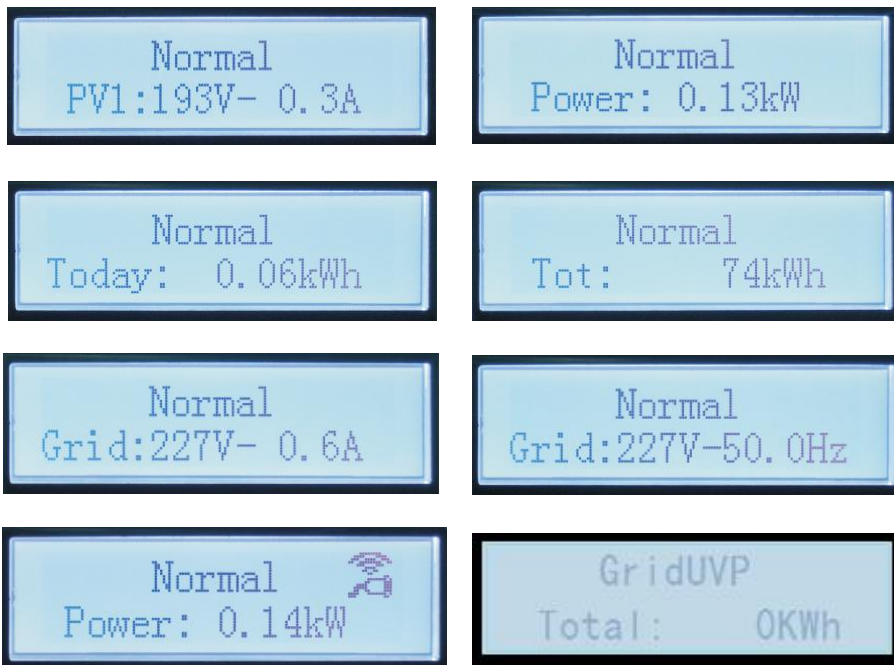 Normal
PV1:193V- 0.3A
Normal
Power: 0.13kW
Normal
Today: 0.06kWh
Normal
Tot: 74kWh
Normal
Grid:227V- 0.6A
Normal
Grid:227V-50.0Hz
Normal
Power: 0.14kW
GridUVP
Total: 0KWh